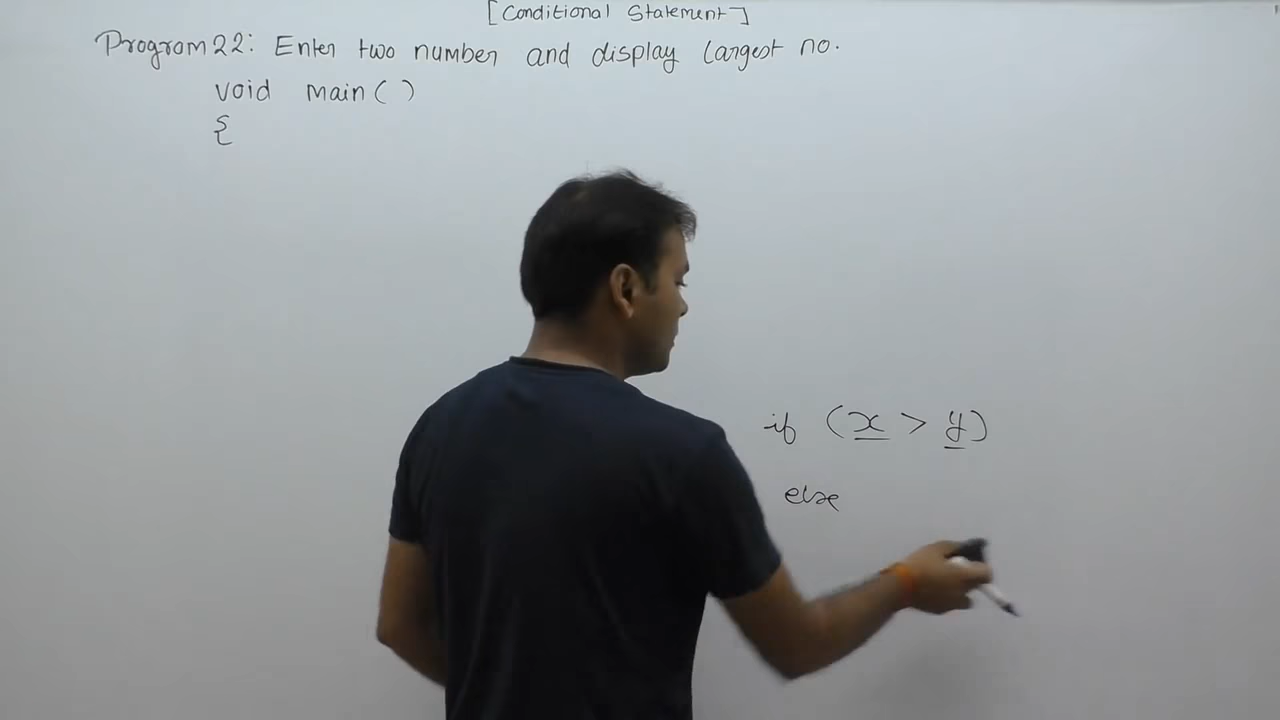 [Conditional Statement]
Program 22: Enter two number and display largest no.
void main( )
{
if (x > y)
else